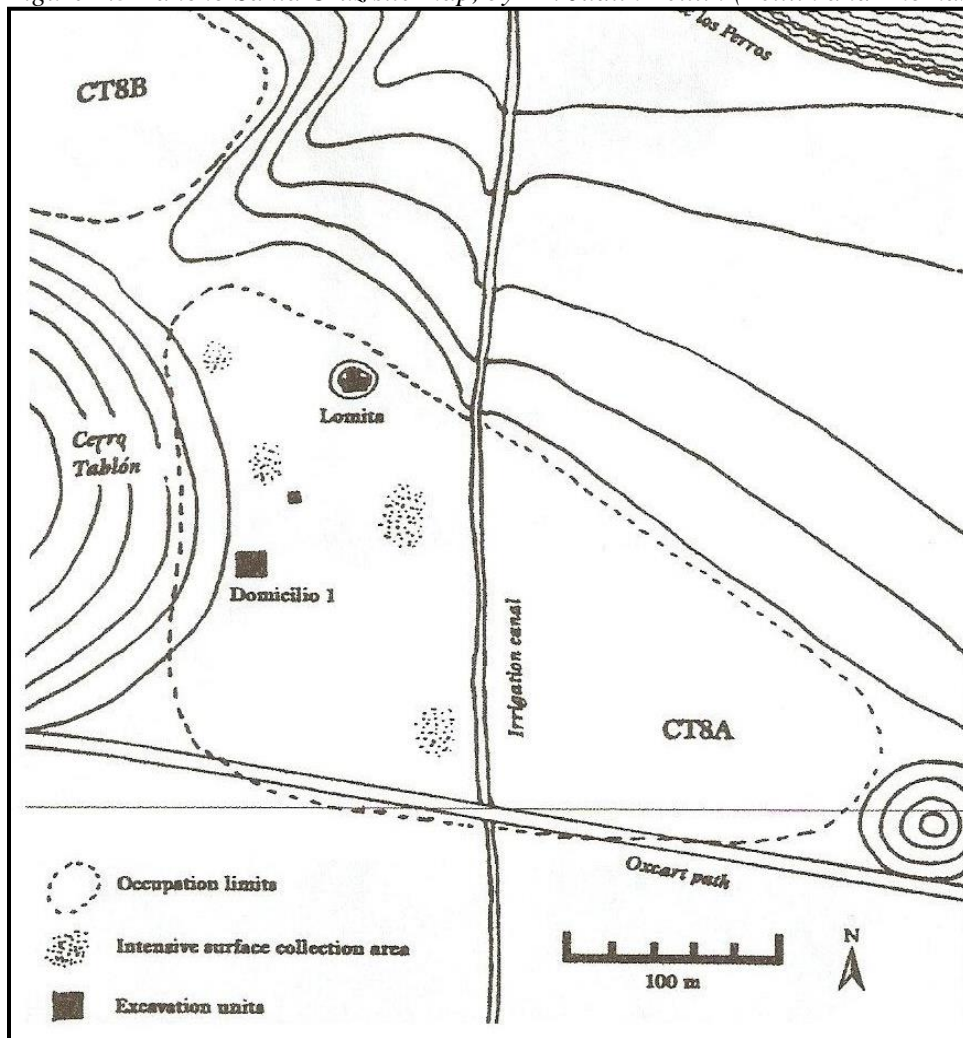 de los Perros
CT8B
Lomita
Cerro
Tablón
Domicilio 1
Irrigation canal
CT8A
Oxcart path
Occupation limits
Intensive surface collection area
Excavation units
100 m
N